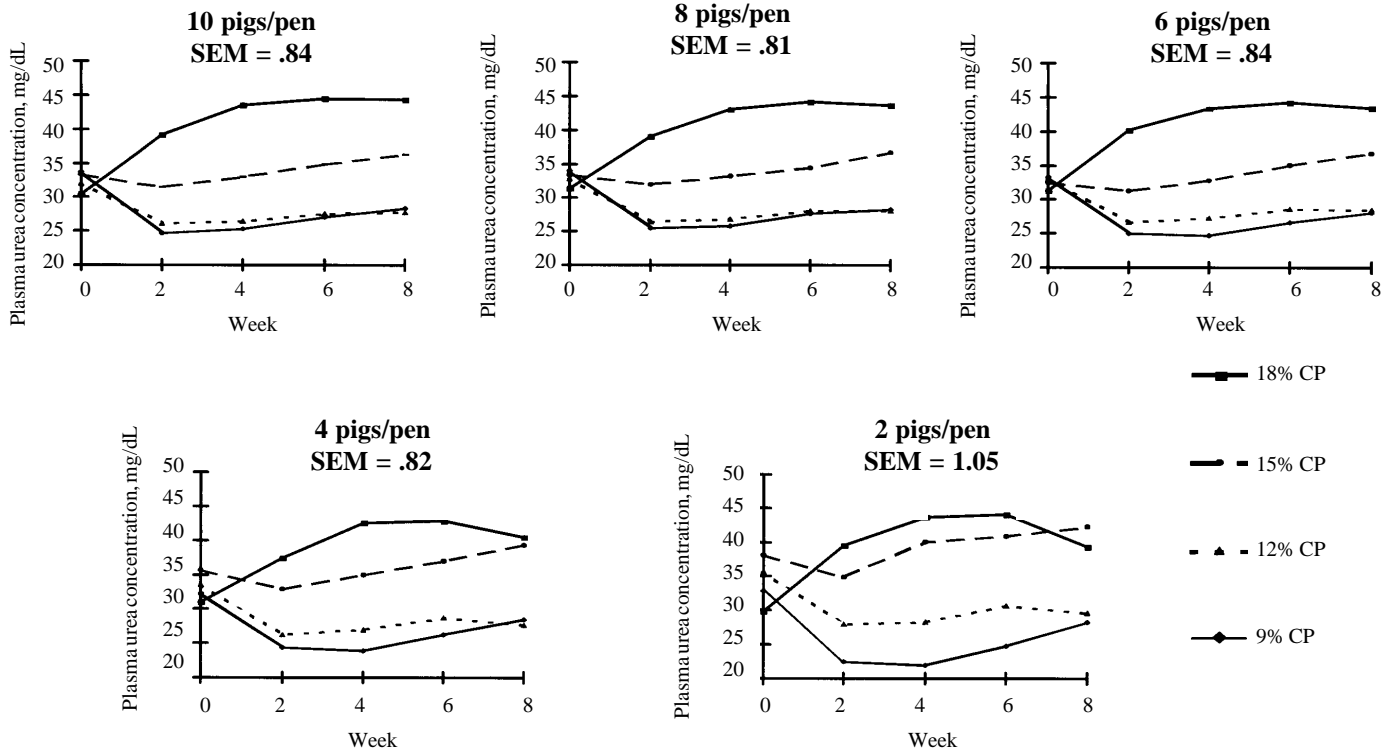 10 pigs/pen
SEM = .84
Plasma urea concentration, mg/dL
50
45
40
35
30
25
20
0 2 4 6 8
Week
8 pigs/pen
SEM = .81
Plasma urea concentration, mg/dL
50
45
40
35
30
25
20
0 2 4 6 8
Week
6 pigs/pen
SEM = .84
Plasma urea concentration, mg/dL
50
45
40
35
30
25
20
0 2 4 6 8
Week
4 pigs/pen
SEM = .82
Plasma urea concentration, mg/dL
50
45
40
35
30
25
20
0 2 4 6 8
Week
2 pigs/pen
SEM = 1.05
Plasma urea concentration, mg/dL
50
45
40
35
30
25
20
0 2 4 6 8
Week
18% CP
15% CP
12% CP
9% CP